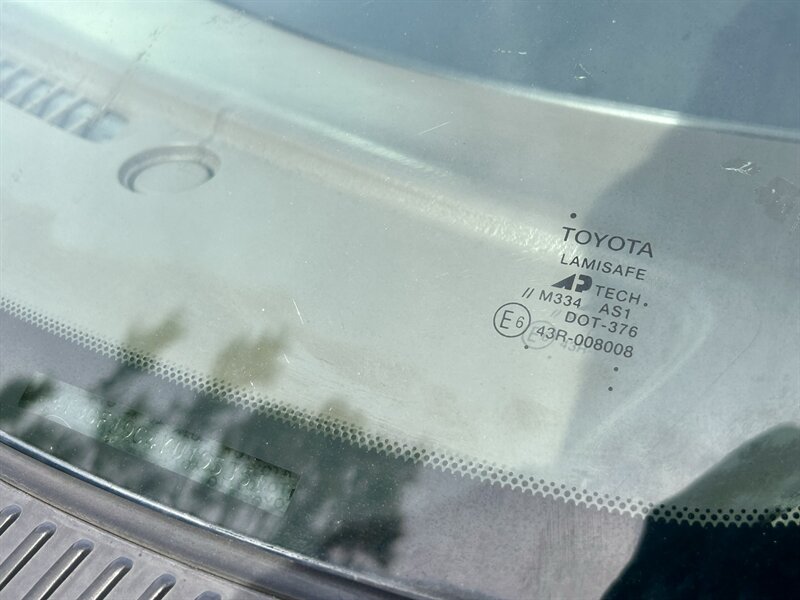 TOYOTA
LAMISAFE
AP TECH
// M334 AS1
// DOT-376
E6 43R-008008